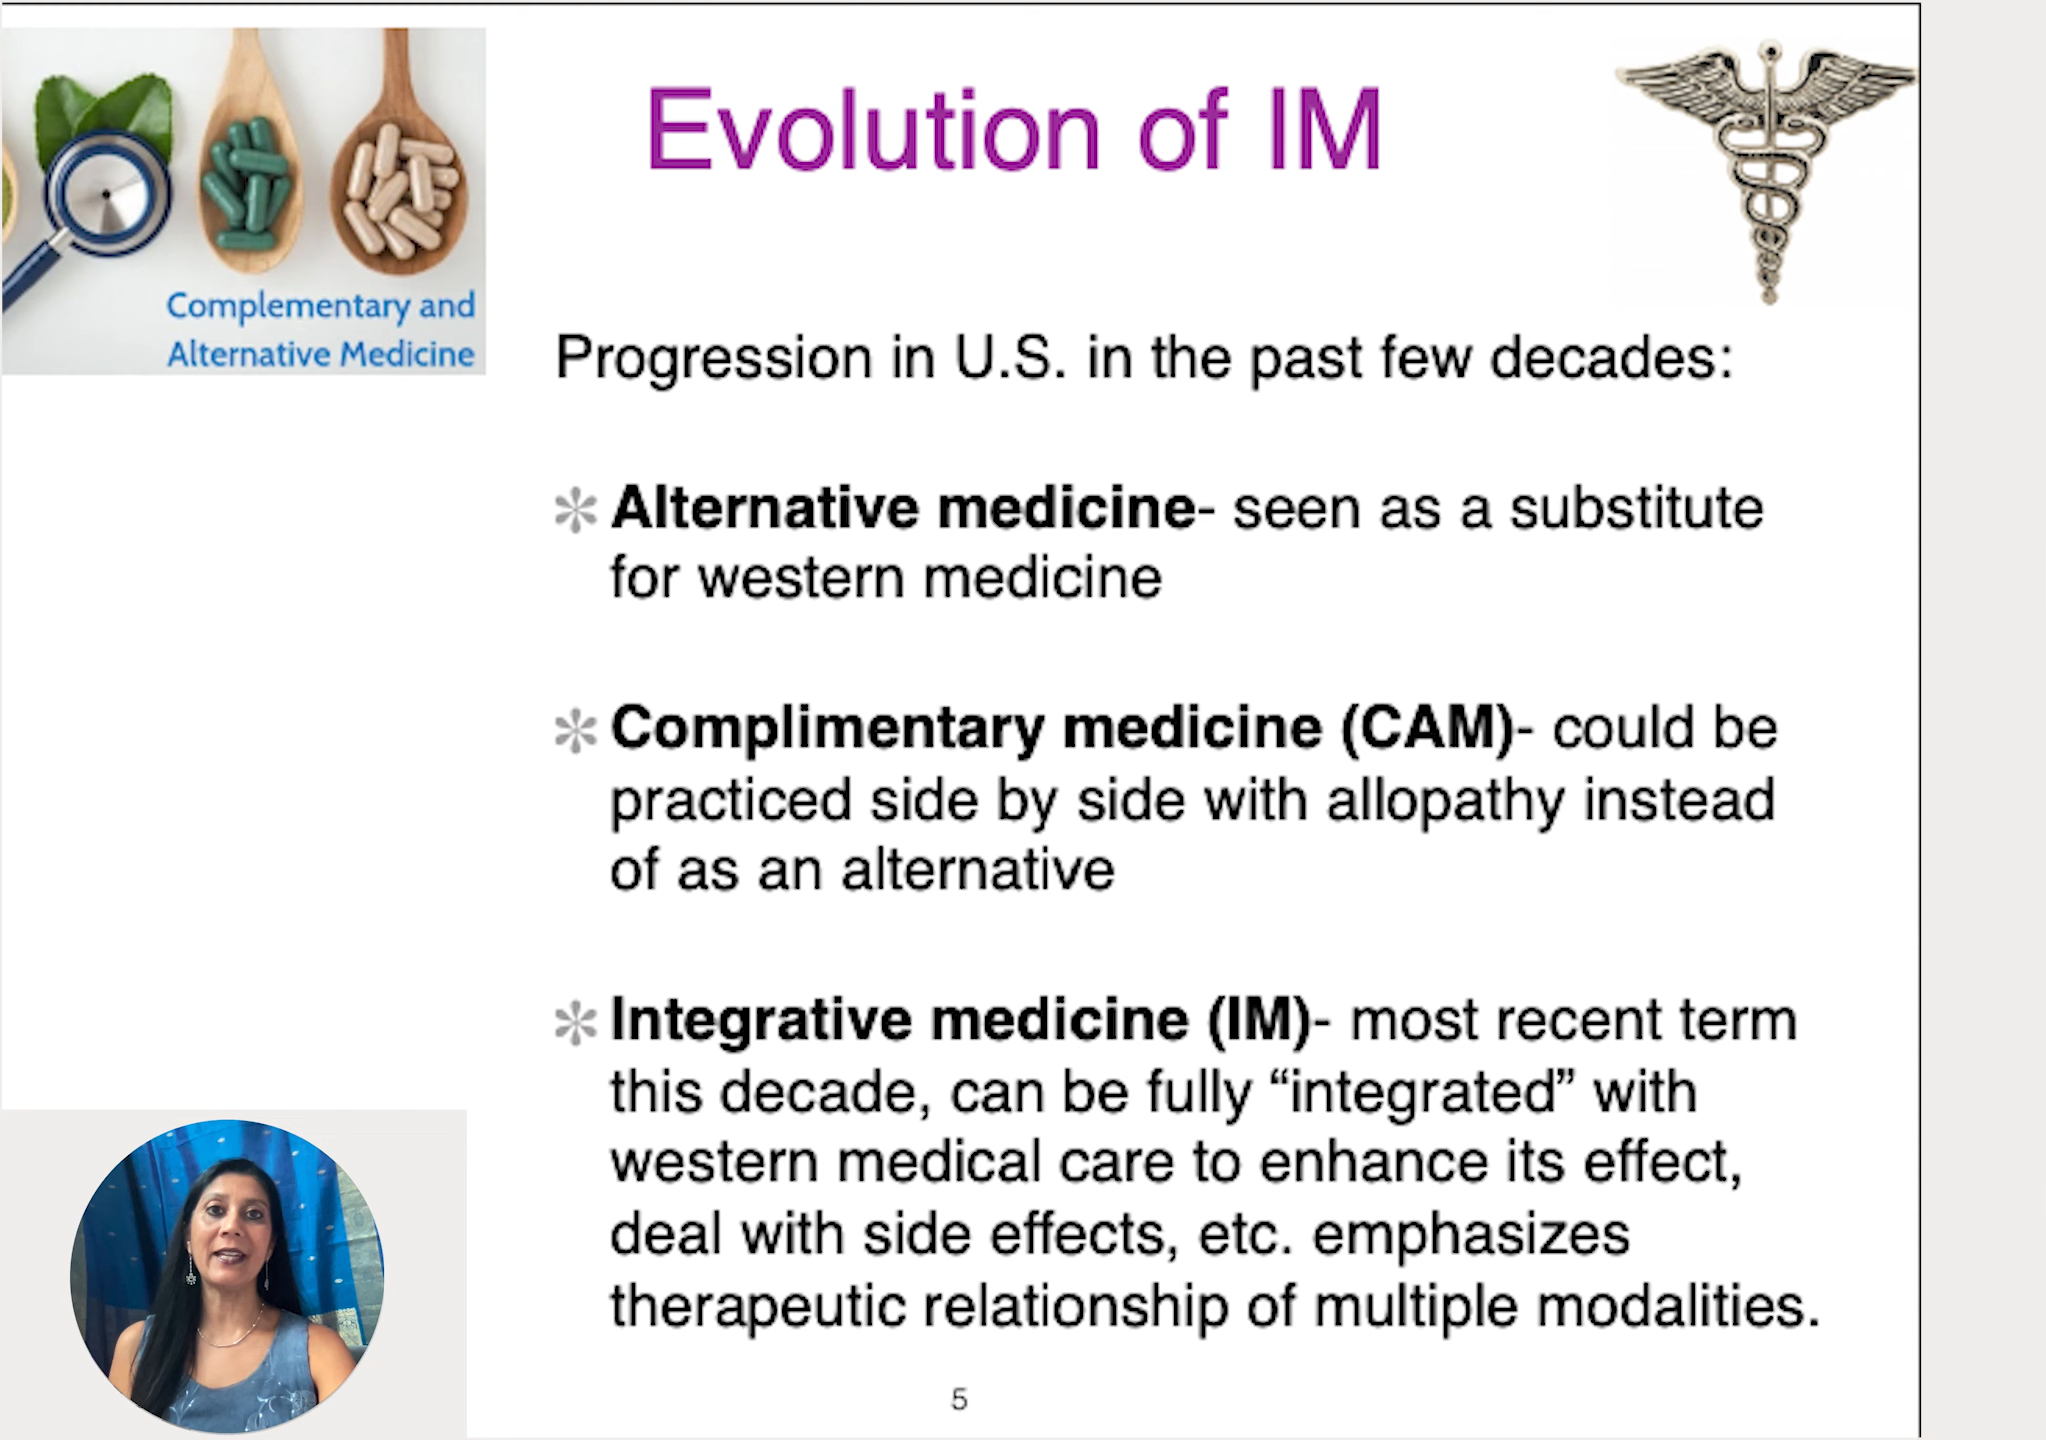 Evolution of IM
Complementary and
Alternative Medicine
Progression in U.S. in the past few decades:
Alternative medicine- seen as a substitute
for western medicine
Complimentary medicine (CAM)- could be
practiced side by side with allopathy instead
of as an alternative
Integrative medicine (IM)- most recent term
this decade, can be fully “integrated” with
western medical care to enhance its effect,
deal with side effects, etc. emphasizes
therapeutic relationship of multiple modalities.
5